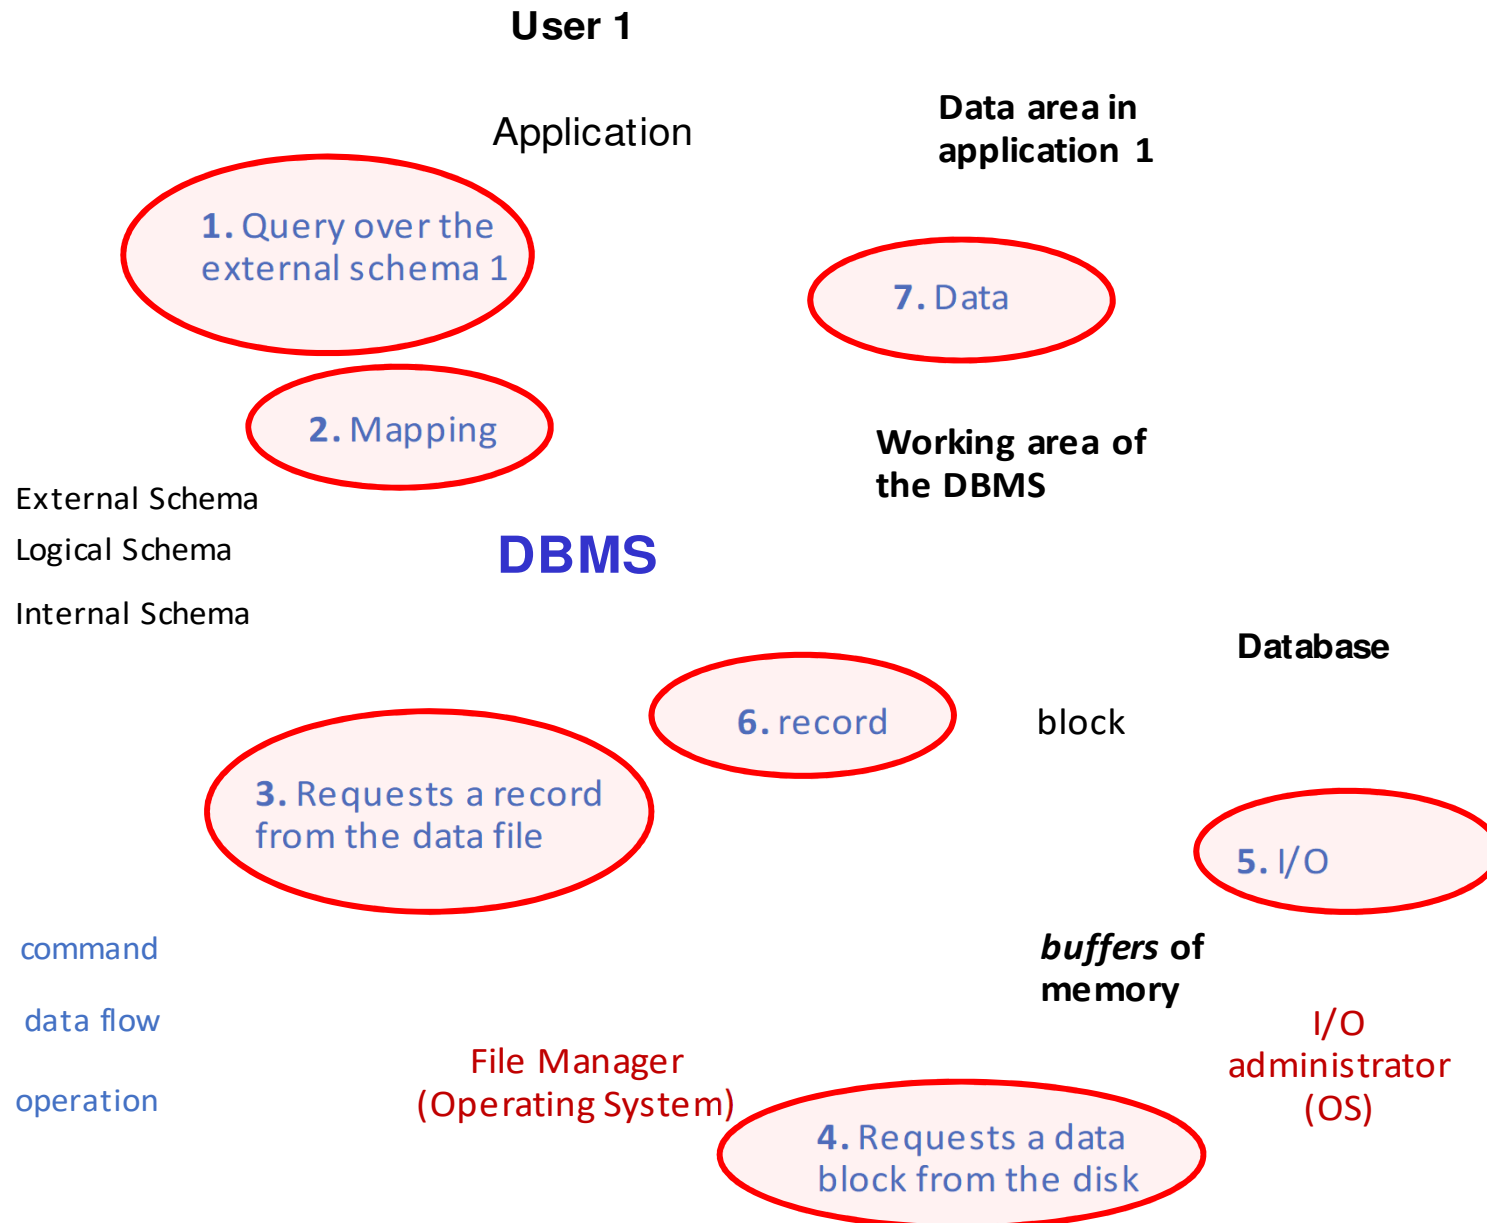 User 1
Application
Data area in
application 1
1. Query over the
external schema 1
7. Data
2. Mapping
Working area of
the DBMS
External Schema
Logical Schema
DBMS
Internal Schema
Database
6. record
block
3. Requests a record
from the data file
5. I/O
command
buffers of
memory
data flow
I/O
administrator
(OS)
File Manager
(Operating System)
operation
4. Requests a data
block from the disk